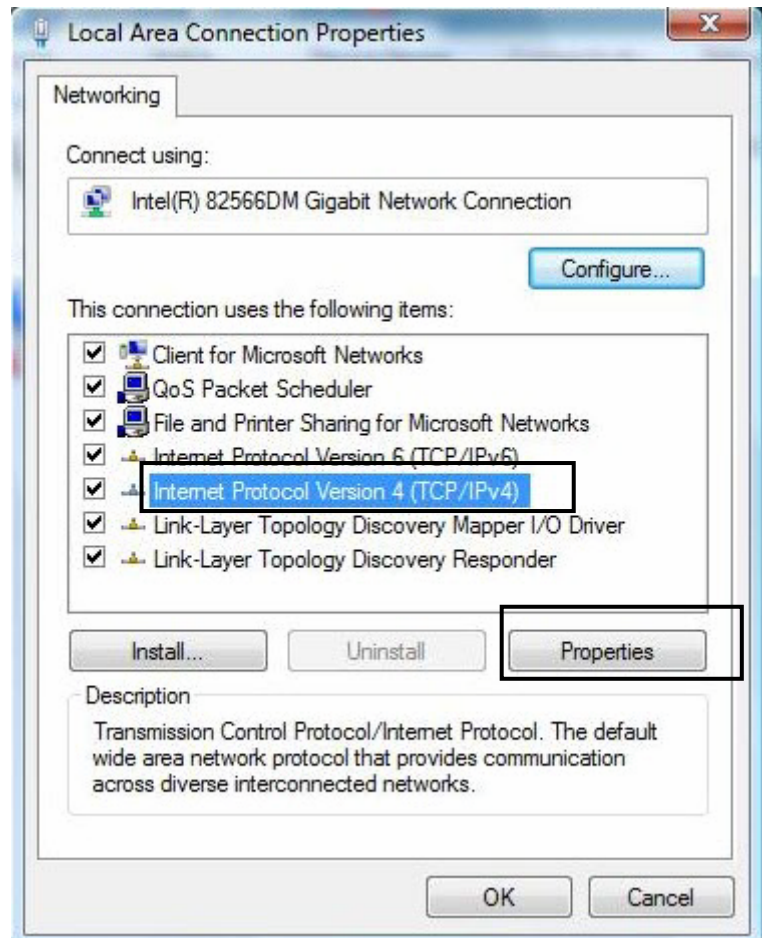 Local Area Connection Properties
X
Networking
Connect using:
Intel(R) 82566DM Gigabit Network Connection
Configure...
This connection uses the following items:
Client for Microsoft Networks
QoS Packet Scheduler
File and Printer Sharing for Microsoft Networks
Internet Protocol Version 6 (TCP/IPv6)
Internet Protocol Version 4 (TCP/IPv4)
Link-Layer Topology Discovery Mapper I/O Driver
Link-Layer Topology Discovery Responder
Install... Uninstall Properties
Description
Transmission Control Protocol/Internet Protocol. The default
wide area network protocol that provides communication
across diverse interconnected networks.
OK Cancel